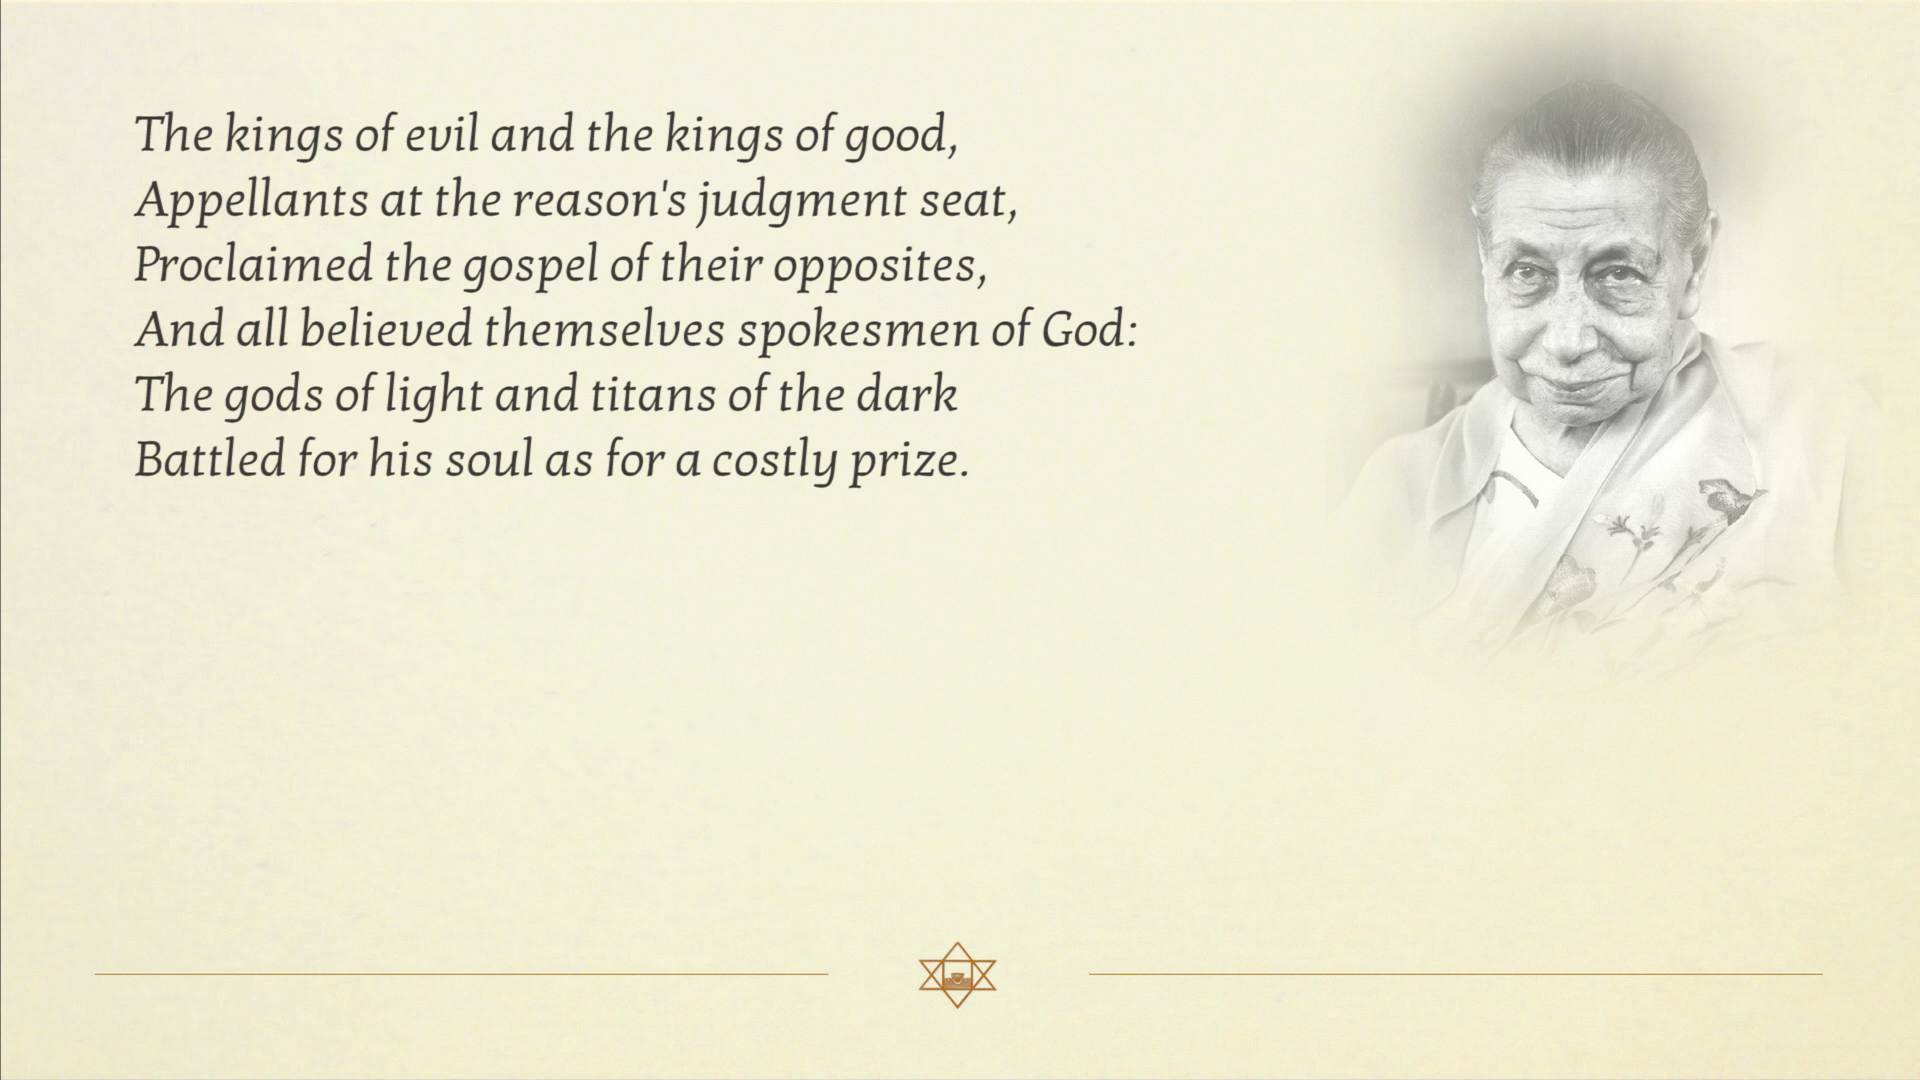 The kings of evil and the kings of good,
Appellants at the reason's judgment seat,
Proclaimed the gospel of their opposites,
And all believed themselves spokesmen of God:
The gods of light and titans of the dark
Battled for his soul as for a costly prize.